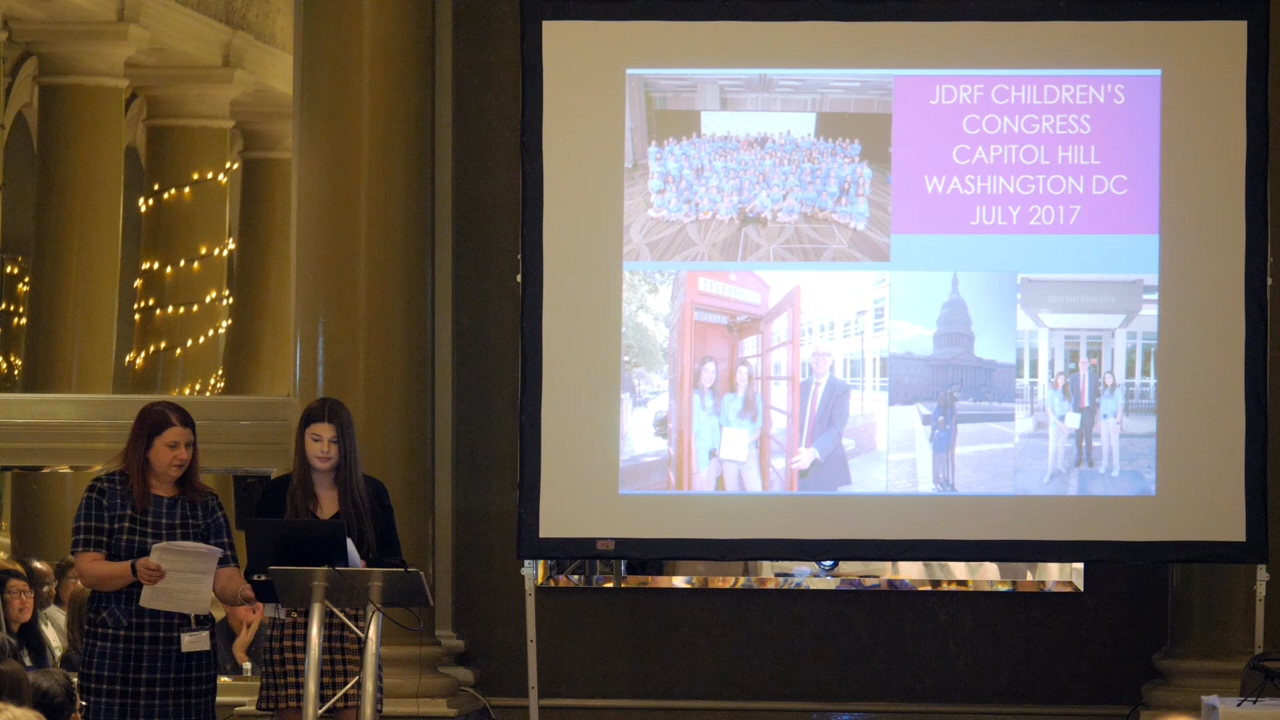 JDRF CHILDREN'S
CONGRESS
CAPITOL HILL
WASHINGTON DC
JULY 2017
TELEPHONE
BRITISH EMBASSY